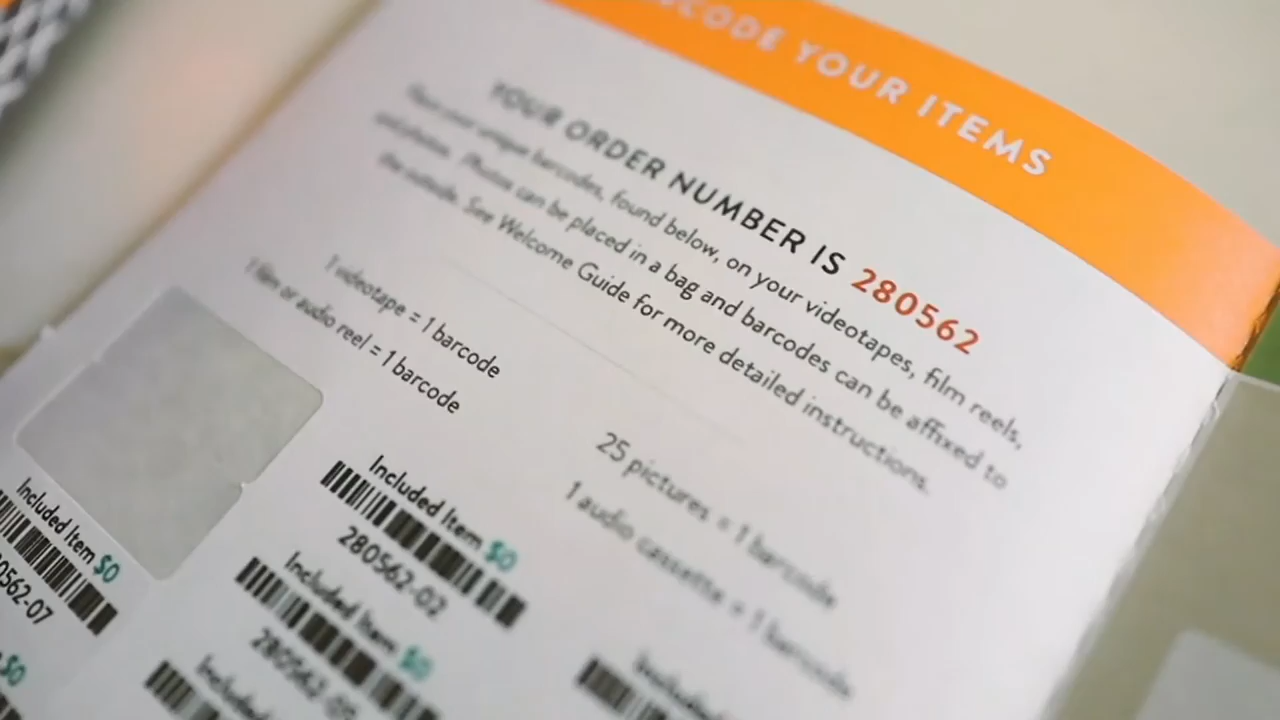 YOUR ITEMS
YOUR ORDER NUMBER IS 280562
your unique barcodes, found below, on your videotapes, film reels,
Photos can be placed in a bag and barcodes can be affixed to
the outside. See Welcome Guide for more detailed instructions.
1 videotape = 1 barcode
1 film or audio reel = 1 barcode
25 pictures = 1 barcode
1 audio cassette = 1 barcode
Included Item $0
280562-02
Included Item $0
Included Item $0
0562-07
$0